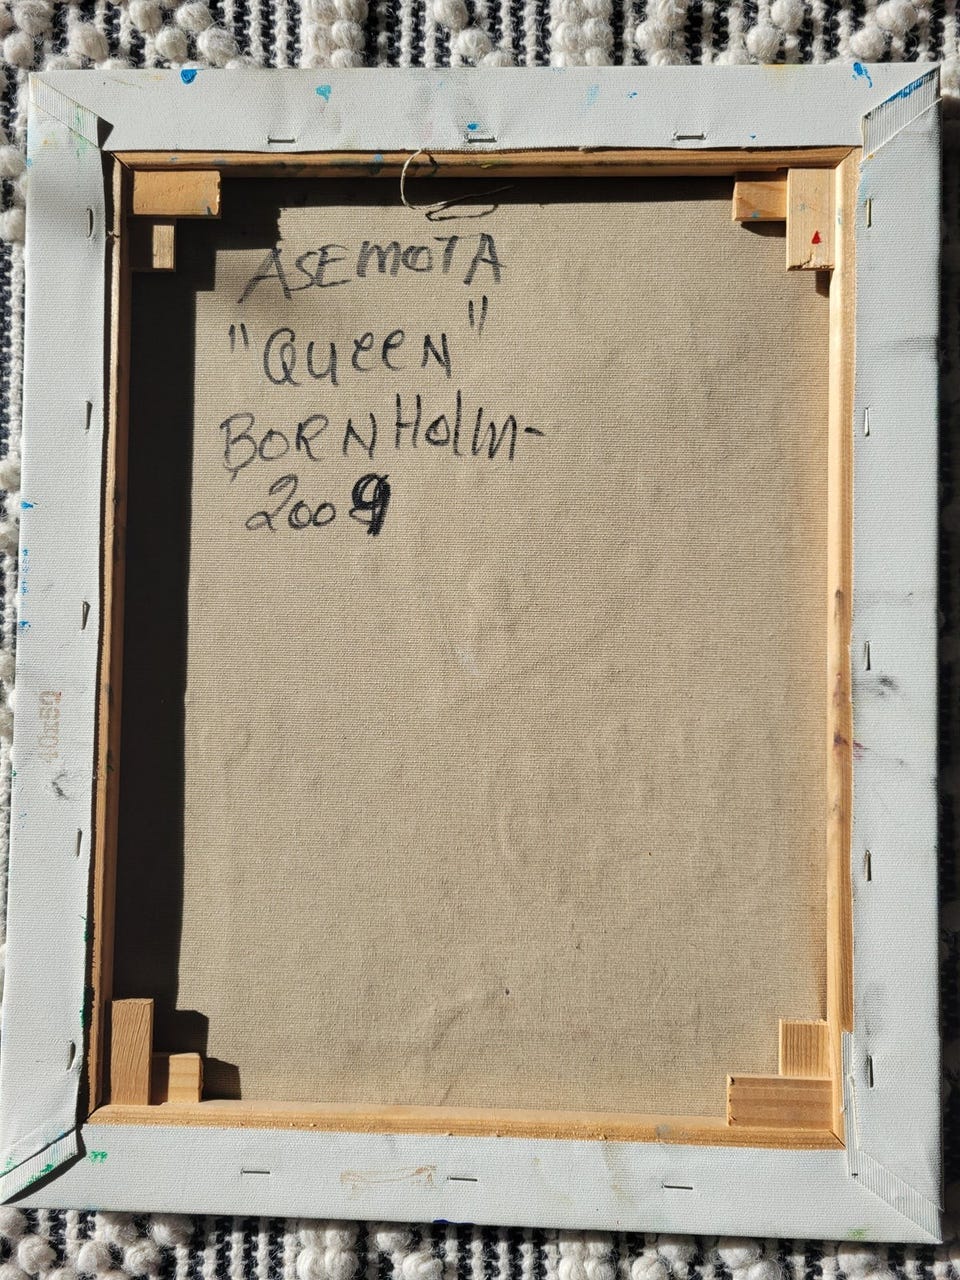 ASEMOTA
"QUEEN"
BORNHOLM-
2009